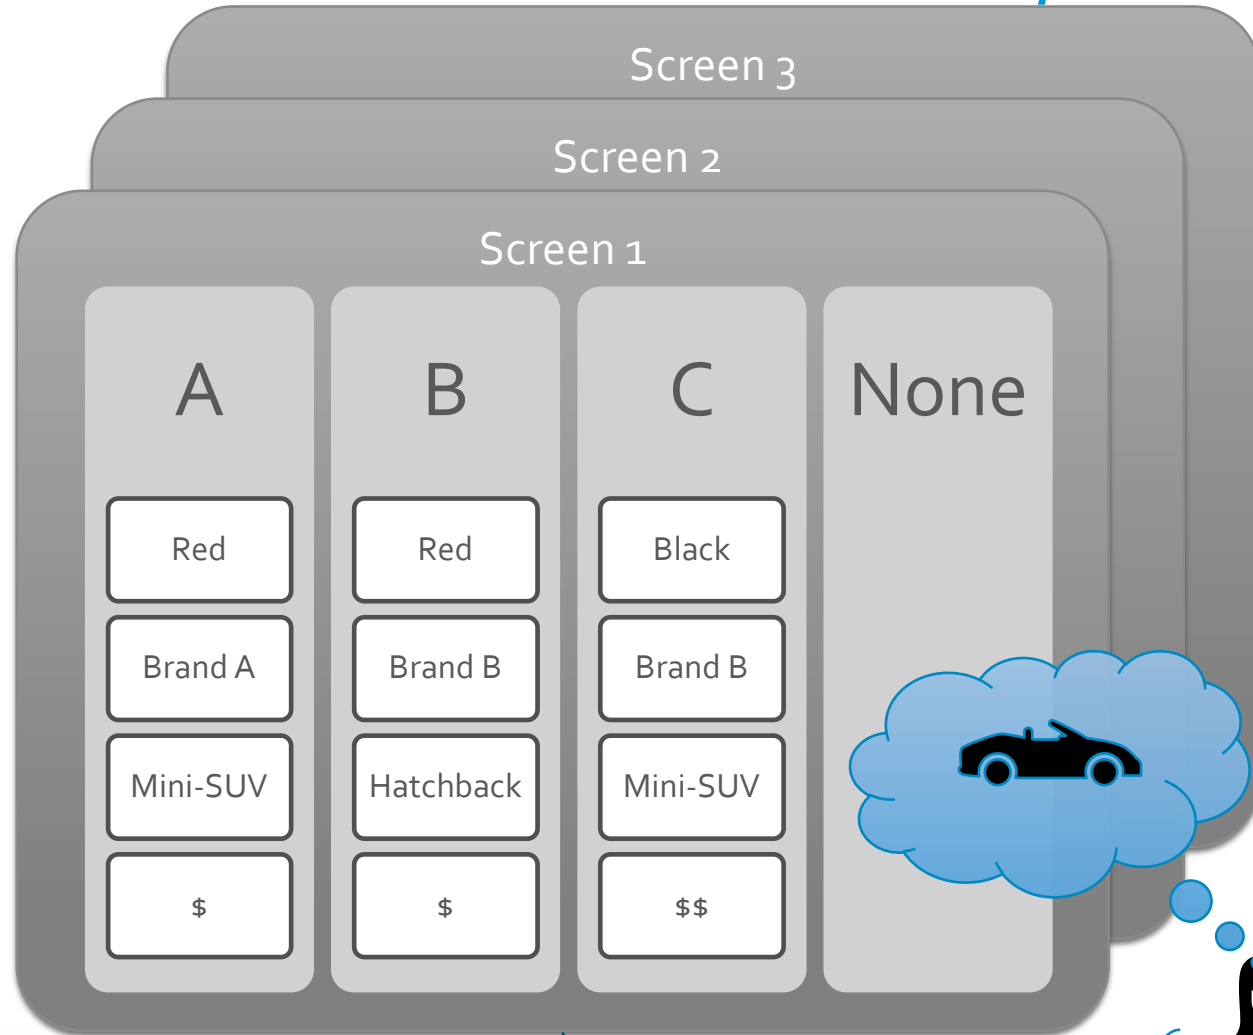 Screen 3
Screen 2
Screen 1
A
B
C
None
Red
Red
Black
Brand A
Brand B
Brand B
Mini-SUV
Hatchback
Mini-SUV
$
$
$$